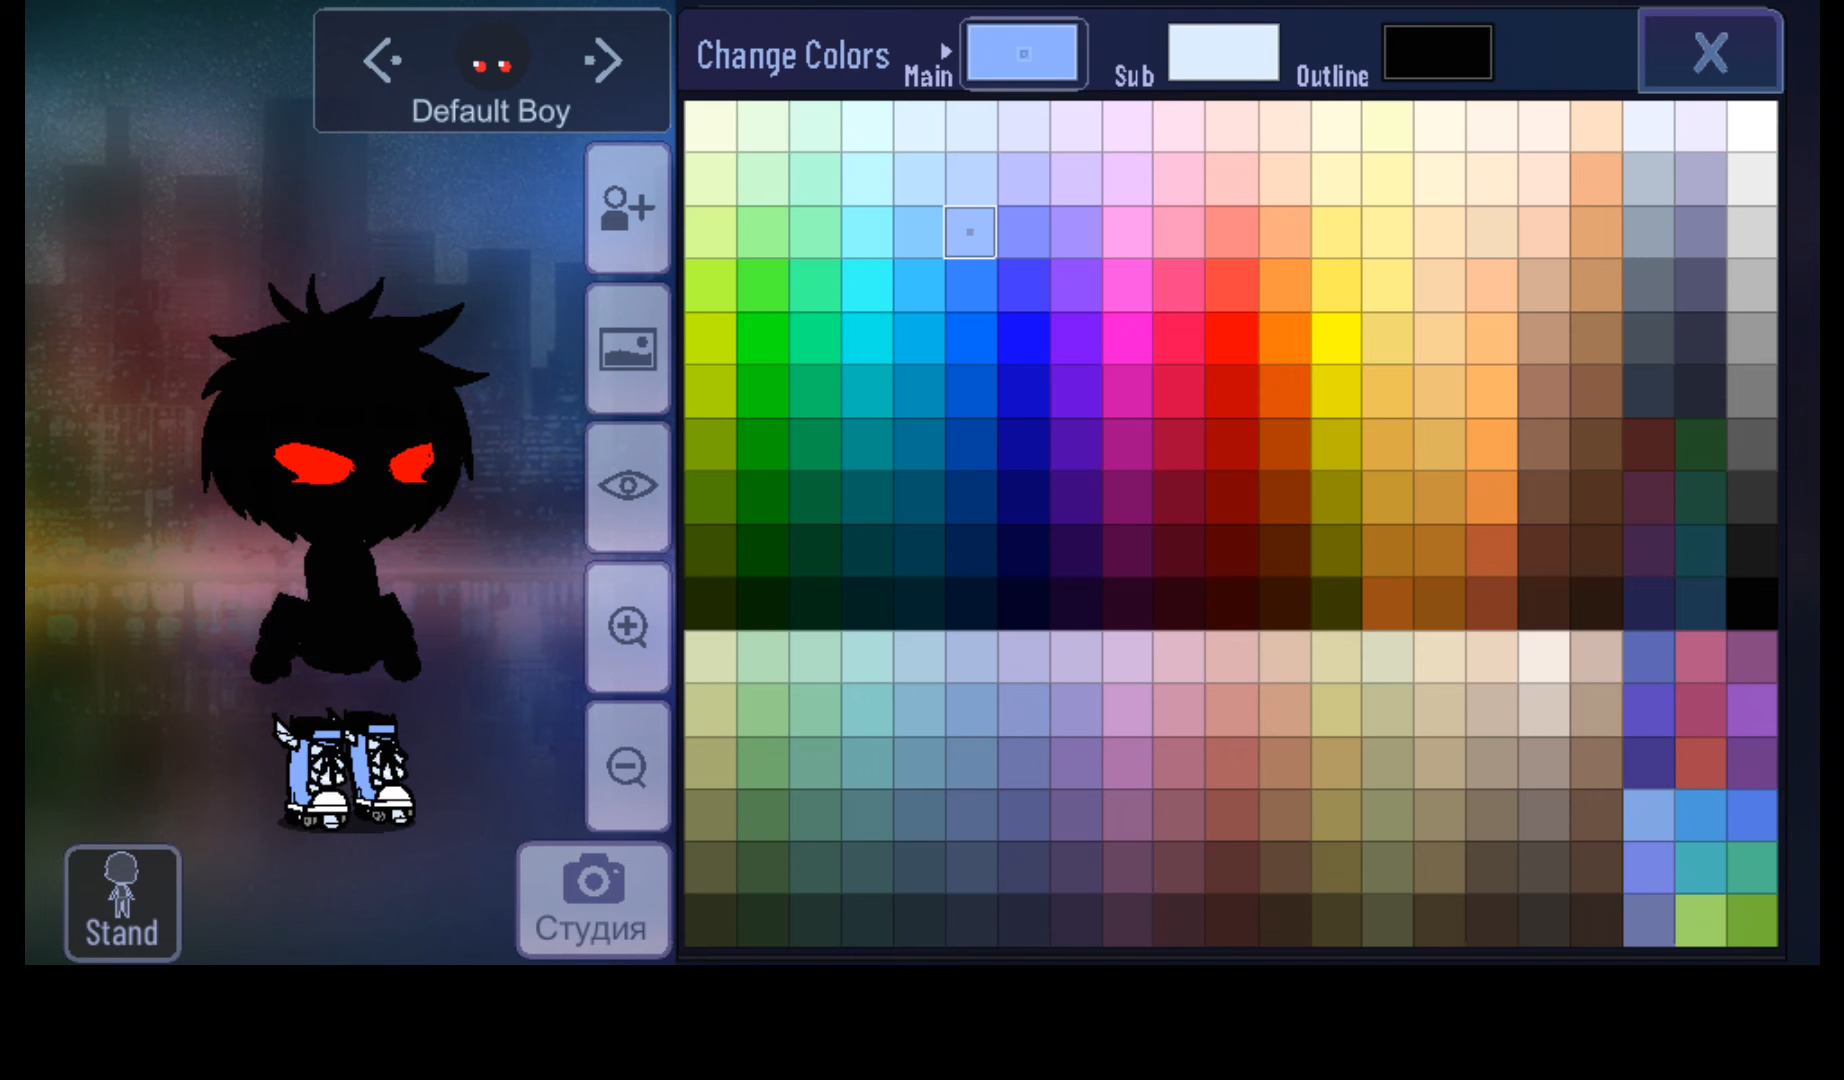 Default Boy
Change Colors
Main
Sub
Outline
X
Stand
Студия